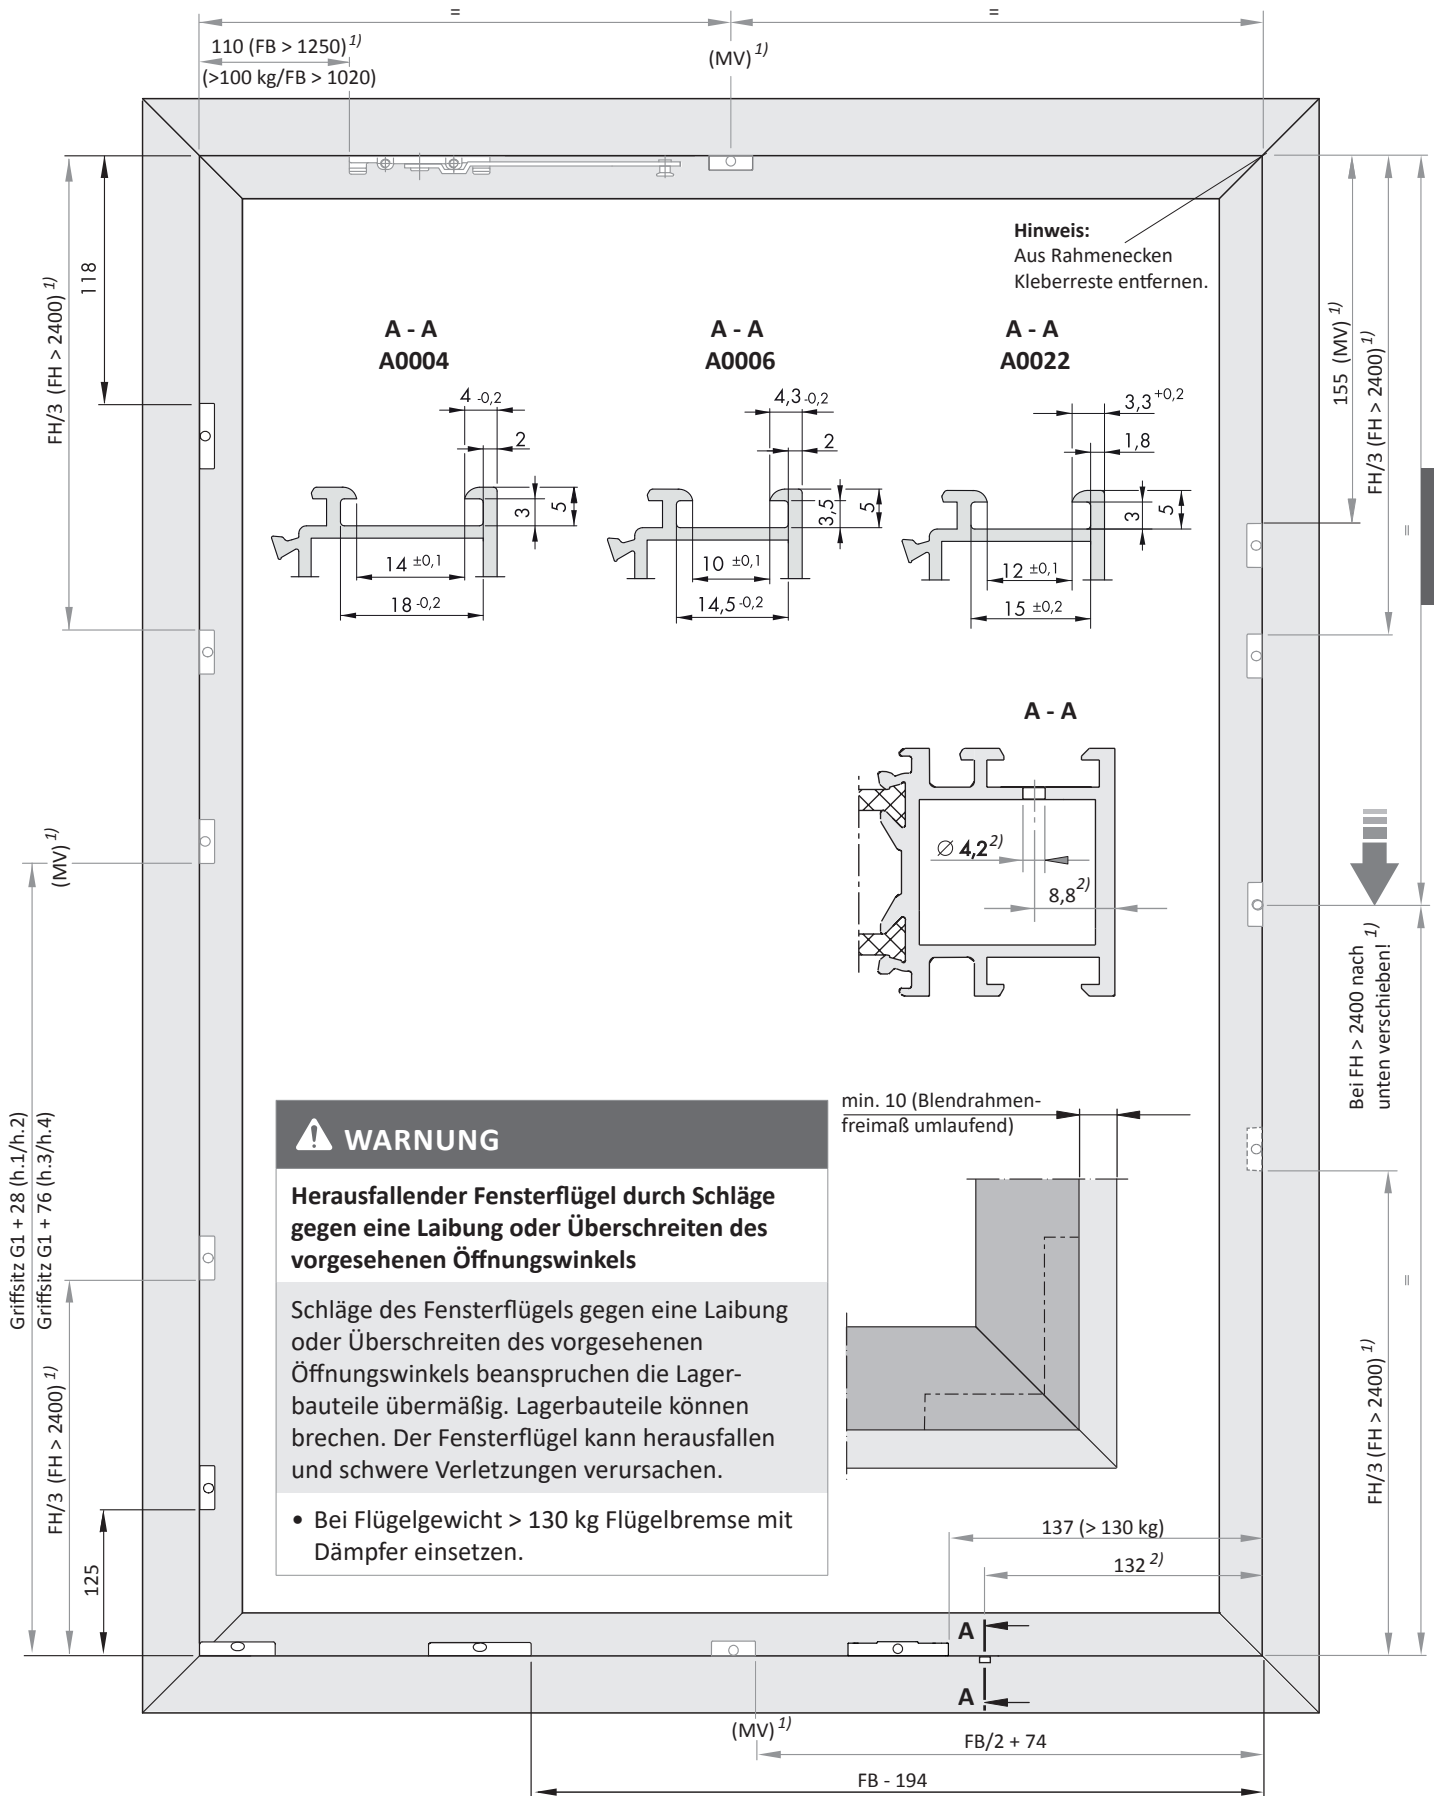 =
=
110 (FB > 1250) 1)
(>100 kg/FB > 1020)
(MV) 1)
118
FH/3 (FH > 2400) 1)
Hinweis:
Aus Rahmenecken
Kleberreste entfernen.
155 (MV) 1)
FH/3 (FH > 2400) 1)
=
A - A
A0004
4 -0,2
2
3
5
14 ±0,1
18 -0,2
A - A
A0006
4,3 -0,2
2
3,5
5
10 ±0,1
14,5 -0,2
A - A
A0022
3,3 +0,2
1,8
3
5
12 ±0,1
15 ±0,2
A - A
∅ 4,2 2)
8,8 2)
(MV) 1)
Griffsitz G1 + 28 (h.1/h.2)
Griffsitz G1 + 76 (h.3/h.4)
FH/3 (FH > 2400) 1)
125
Bei FH > 2400 nach
unten verschieben! 1)
=
FH/3 (FH > 2400) 1)
min. 10 (Blendrahmen-
freimaß umlaufend)
WARNUNG
Herausfallender Fensterflügel durch Schläge
gegen eine Laibung oder Überschreiten des
vorgesehenen Öffnungswinkels
Schläge des Fensterflügels gegen eine Laibung
oder Überschreiten des vorgesehenen
Öffnungswinkels beanspruchen die Lager-
bauteile übermäßig. Lagerbauteile können
brechen. Der Fensterflügel kann herausfallen
und schwere Verletzungen verursachen.
• Bei Flügelgewicht > 130 kg Flügelbremse mit
Dämpfer einsetzen.
137 (> 130 kg)
132 2)
A
A
(MV) 1)
FB/2 + 74
FB - 194